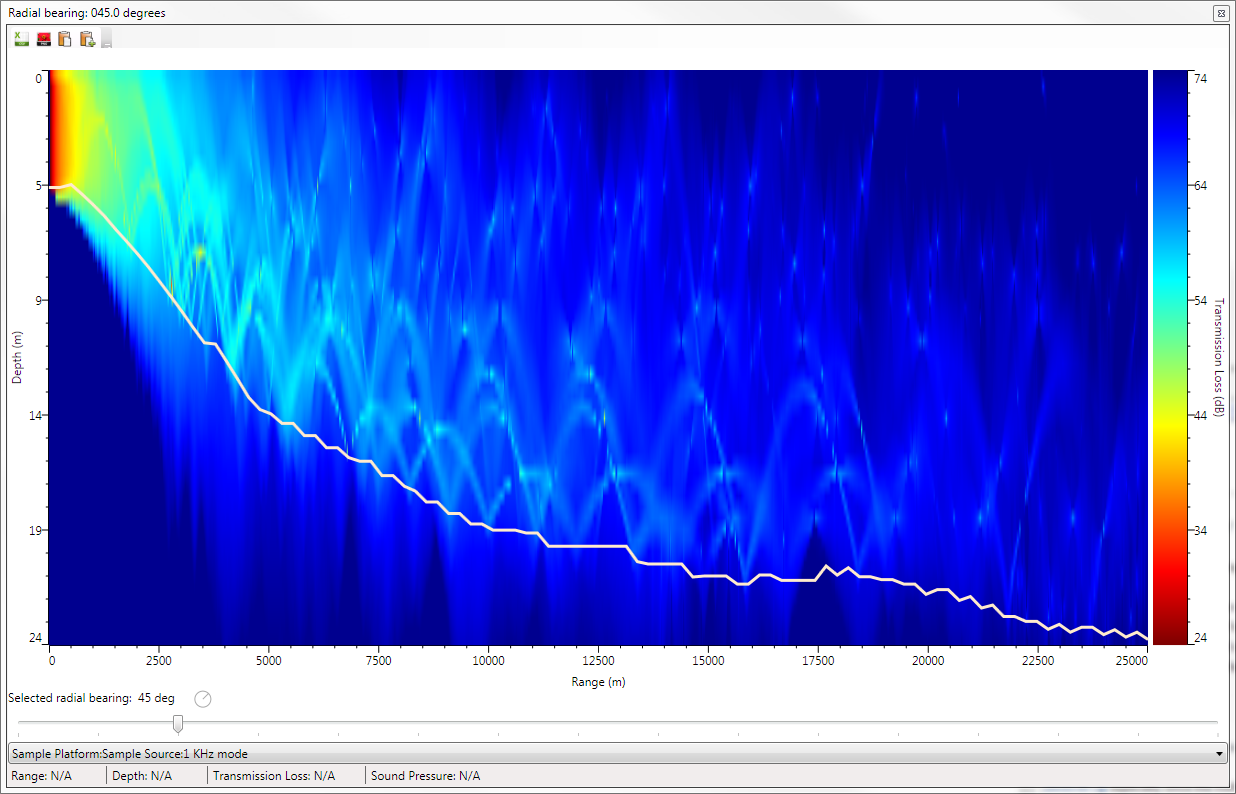 Radial bearing: 045.0 degrees
0
5
9
14
19
24
Depth (m)
0 2500 5000 7500 10000 12500 15000 17500 20000 22500 25000
Range (m)
74
64
54
44
34
24
Transmission Loss (dB)
Selected radial bearing: 45 deg
Sample Platform:Sample Source:1 KHz mode
Range: N/A Depth: N/A Transmission Loss: N/A Sound Pressure: N/A